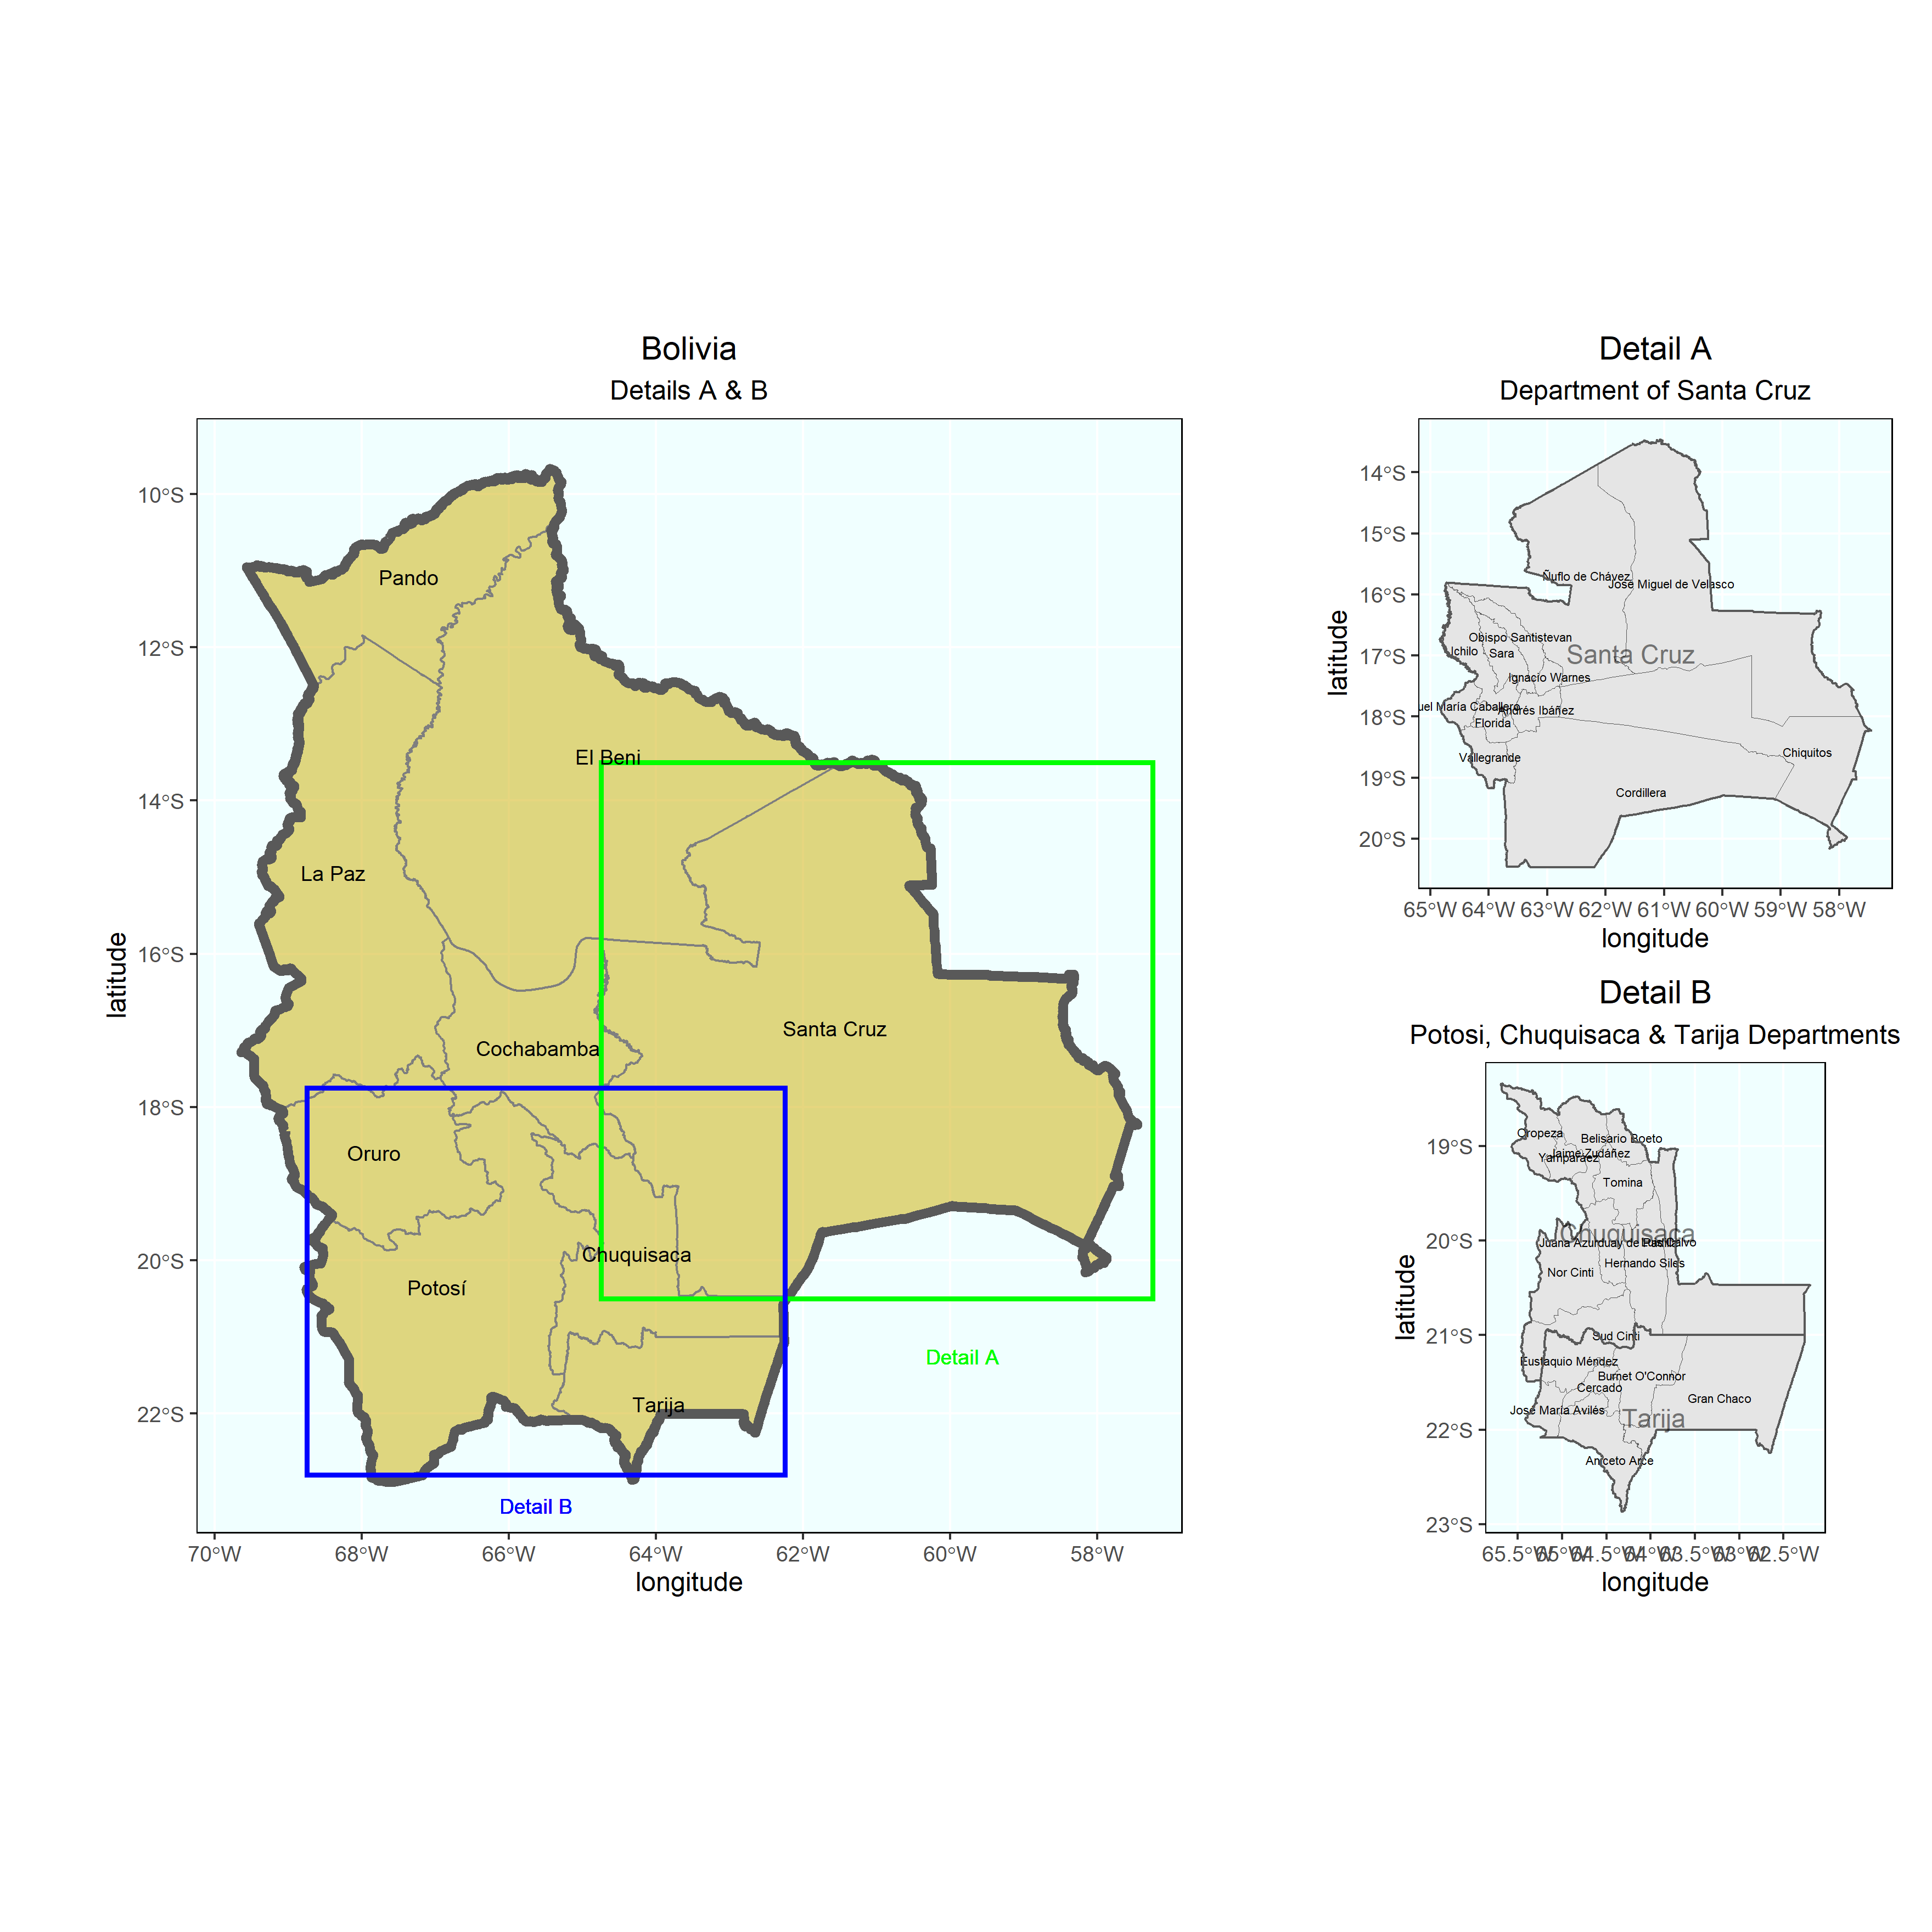 Bolivia
Details A & B
10°S
12°S
14°S
16°S
18°S
20°S
22°S
latitude
Pando
El Beni
La Paz
Santa Cruz
Cochabamba
Oruro
Chuquisaca
Potosí
Tarija
Detail A
Detail B
70°W 68°W 66°W 64°W 62°W 60°W 58°W
longitude
Detail A
Department of Santa Cruz
14°S
15°S
16°S
17°S
18°S
19°S
20°S
latitude
Ñuflo de Chávez
José Miguel de Velasco
Obispo Santistevan
Ichilo
Sara
Santa Cruz
Ignacio Warnes
uel María Caballero
Andrés Ibáñez
Florida
Vallegrande
Chiquitos
Cordillera
65°W 64°W 63°W 62°W 61°W 60°W 59°W 58°W
longitude
Detail B
Potosi, Chuquisaca & Tarija Departments
19°S
20°S
21°S
22°S
23°S
latitude
Oropeza
Belisario Boeto
Jaime Zudáñez
Yamparáez
Tomina
Chuquisaca
Juana Azurduy de Padilla
Luis Calvo
Hernando Siles
Nor Cinti
Sud Cinti
Eustaquio Méndez
Burnet O'Connor
Cercado
Gran Chaco
José María Avilés
Tarija
Aniceto Arce
65.5°W 65°W 64.5°W 64°W 63.5°W 63°W 62.5°W
longitude